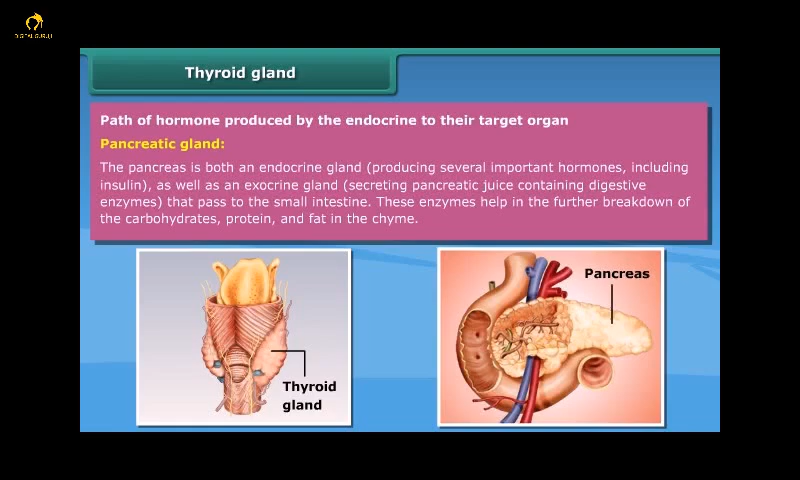 DIGITAL GURUJI
Thyroid gland
Path of hormone produced by the endocrine to their target organ
Pancreatic gland:
The pancreas is both an endocrine gland (producing several important hormones, including
insulin), as well as an exocrine gland (secreting pancreatic juice containing digestive
enzymes) that pass to the small intestine. These enzymes help in the further breakdown of
the carbohydrates, protein, and fat in the chyme.
Pancreas
Thyroid
gland